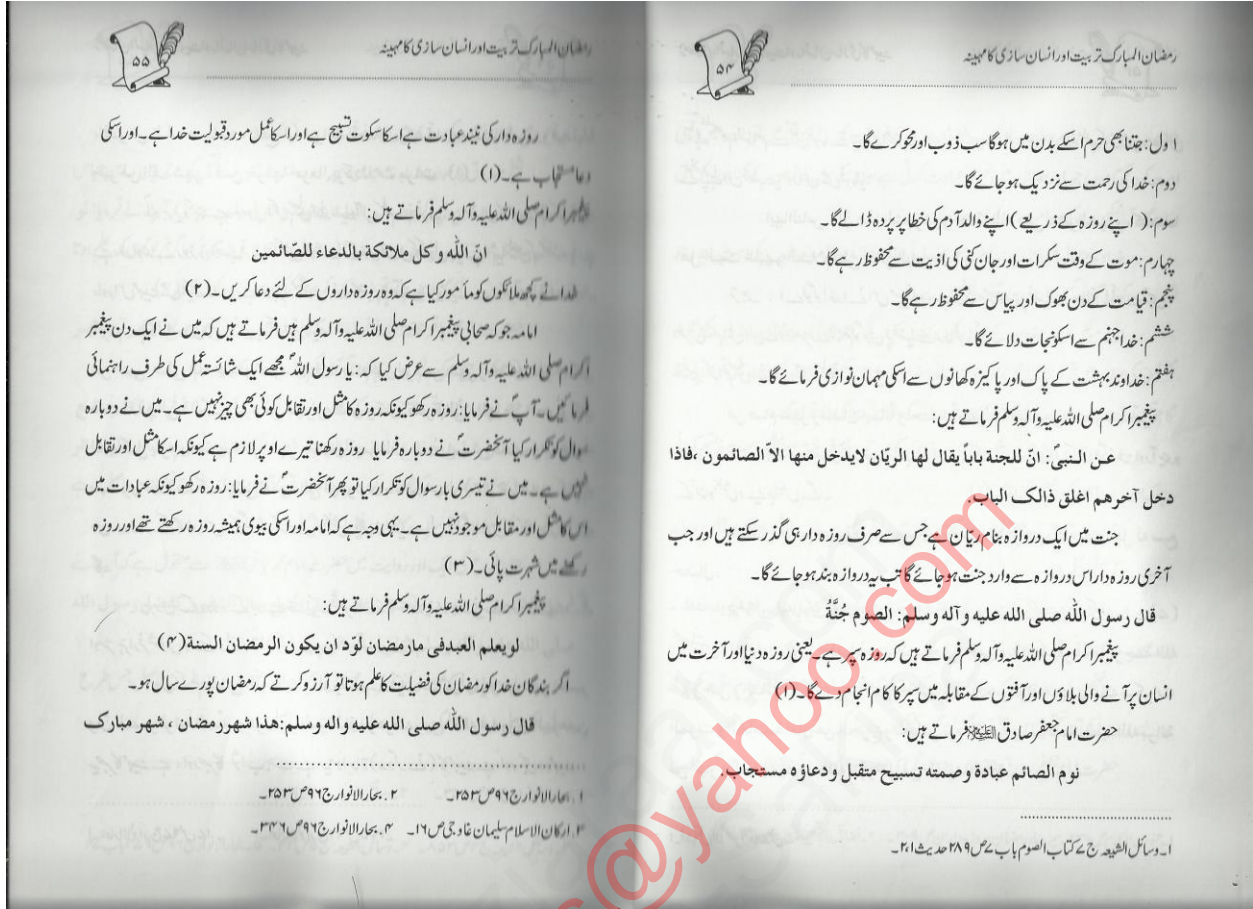 رمضان المبارک تربیت اور انسان سازی کا مہینہ
۵۴
اول: جتنا بھی حرم اسکے بدن میں ہوگا سب ذوب اور محو کرے گا۔
دوم: خدا کی رحمت سے نزدیک ہو جائے گا۔
سوم: ( اپنے روزہ کے ذریعے) اپنے والد آدم کی خطا پر پردہ ڈالے گا۔
چہارم: موت کے وقت سکرات اور جان کنی کی اذیت سے محفوظ رہے گا۔
پنجم: قیامت کے دن بھوک اور پیاس سے محفوظ رہے گا۔
ششم: خدا جہنم سے اسکو نجات دلائے گا۔
ہفتم: خداوند بہشت کے پاک اور پاکیزہ کھانوں سے اسکی مہمان نوازی فرمائے گا۔
پیغمبر اکرام صلی اللہ علیہ وآلہ وسلم فرماتے ہیں:
عن النبیؐ: انّ للجنة باباً یقال لها الریّان لایدخل منها الاّ الصائمون ،فاذا
دخل آخرهم اغلق ذالک الباب.
جنت میں ایک دروازہ بنام ریان ہے جس سے صرف روزہ دار ہی گذر سکتے ہیں اور جب
آخری روزہ دار اس دروازہ سے وارد جنت ہو جائے گا تب یہ دروازہ بند ہو جائے گا۔
قال رسول اللّٰه صلی الله علیه و آله وسلم: الصوم جُنَّةٌ
پیغمبر اکرام صلی اللہ علیہ وآلہ وسلم فرماتے ہیں کہ روزہ سپر ہے۔ یعنی روزہ دنیا اور آخرت میں
انسان پر آنے والی بلاؤں اور آفتوں کے مقابلہ میں سپر کا کام انجام دے گا۔ (۱)
حضرت امام جعفر صادق علیہ السلام فرماتے ہیں:
نوم الصائم عبادة وصمته تسبیح متقبل ودعاؤه مستجاب.
۱۔ وسائل الشیعہ ج ۷ کتاب الصوم باب ۷ ص ۲۸۹ حدیث ۲،۱۔
رمضان المبارک تربیت اور انسان سازی کا مہینہ
۵۵
روزہ دار کی نیند عبادت ہے اسکا سکوت تسبیح ہے اور اسکا عمل مورد قبولیت خدا ہے۔ اور اسکی
دعا مستجاب ہے۔ (۱)
پیغمبر اکرام صلی اللہ علیہ وآلہ وسلم فرماتے ہیں:
انّ اللّٰه و کل ملائکة بالدعاء للصّائمین
خدا نے کچھ ملائکوں کو مأمور کیا ہے کہ وہ روزہ داروں کے لئے دعا کریں۔ (۲)
امامہ جو کہ صحابی پیغمبر اکرام صلی اللہ علیہ وآلہ وسلم ہیں فرماتے ہیں کہ میں نے ایک دن پیغمبر
اکرام صلی اللہ علیہ وآلہ وسلم سے عرض کیا کہ: یا رسول اللہؐ مجھے ایک شائستہ عمل کی طرف راہنمائی
فرمائیں۔ آپؐ نے فرمایا: روزہ رکھو کیونکہ روزہ کا مثل اور تقابل کوئی بھی چیز نہیں ہے۔ میں نے دوبارہ
سوال کو تکرار کیا آنحضرتؐ نے دوبارہ فرمایا روزہ رکھنا تیرے اوپر لازم ہے کیونکہ اسکا مثل اور تقابل
نہیں ہے۔ میں نے تیسری بار سوال کو تکرار کیا تو پھر آنحضرتؐ نے فرمایا: روزہ رکھو کیونکہ عبادات میں
اس کا مثل اور مقابل موجود نہیں ہے۔ یہی وجہ ہے کہ امامہ اور اسکی بیوی ہمیشہ روزہ رکھتے تھے اور روزہ
رکھنے میں شہرت پائی۔ (۳)
پیغمبر اکرام صلی اللہ علیہ وآلہ وسلم فرماتے ہیں:
لو یعلم العبد فی مارمضان لوّد ان یکون الرمضان السنة(۴)
اگر بندگان خدا کو رمضان کی فضیلت کا علم ہوتا تو آرزو کرتے کہ رمضان پورے سال ہو۔
قال رسول اللّٰه صلی الله علیه واله وسلم:هذا شهر رمضان ، شهر مبارک
۱. بحار الانوار ج ۹۶ ص ۲۵۳۔ ۲. بحار الانوار ج ۹۶ ص ۲۵۳۔
۳. ارکان الاسلام سلیمان غاوجی ص ۱۶۔ ۴. بحار الانوار ج ۹۶ ص ۳۴۶۔
s@yahoo.com